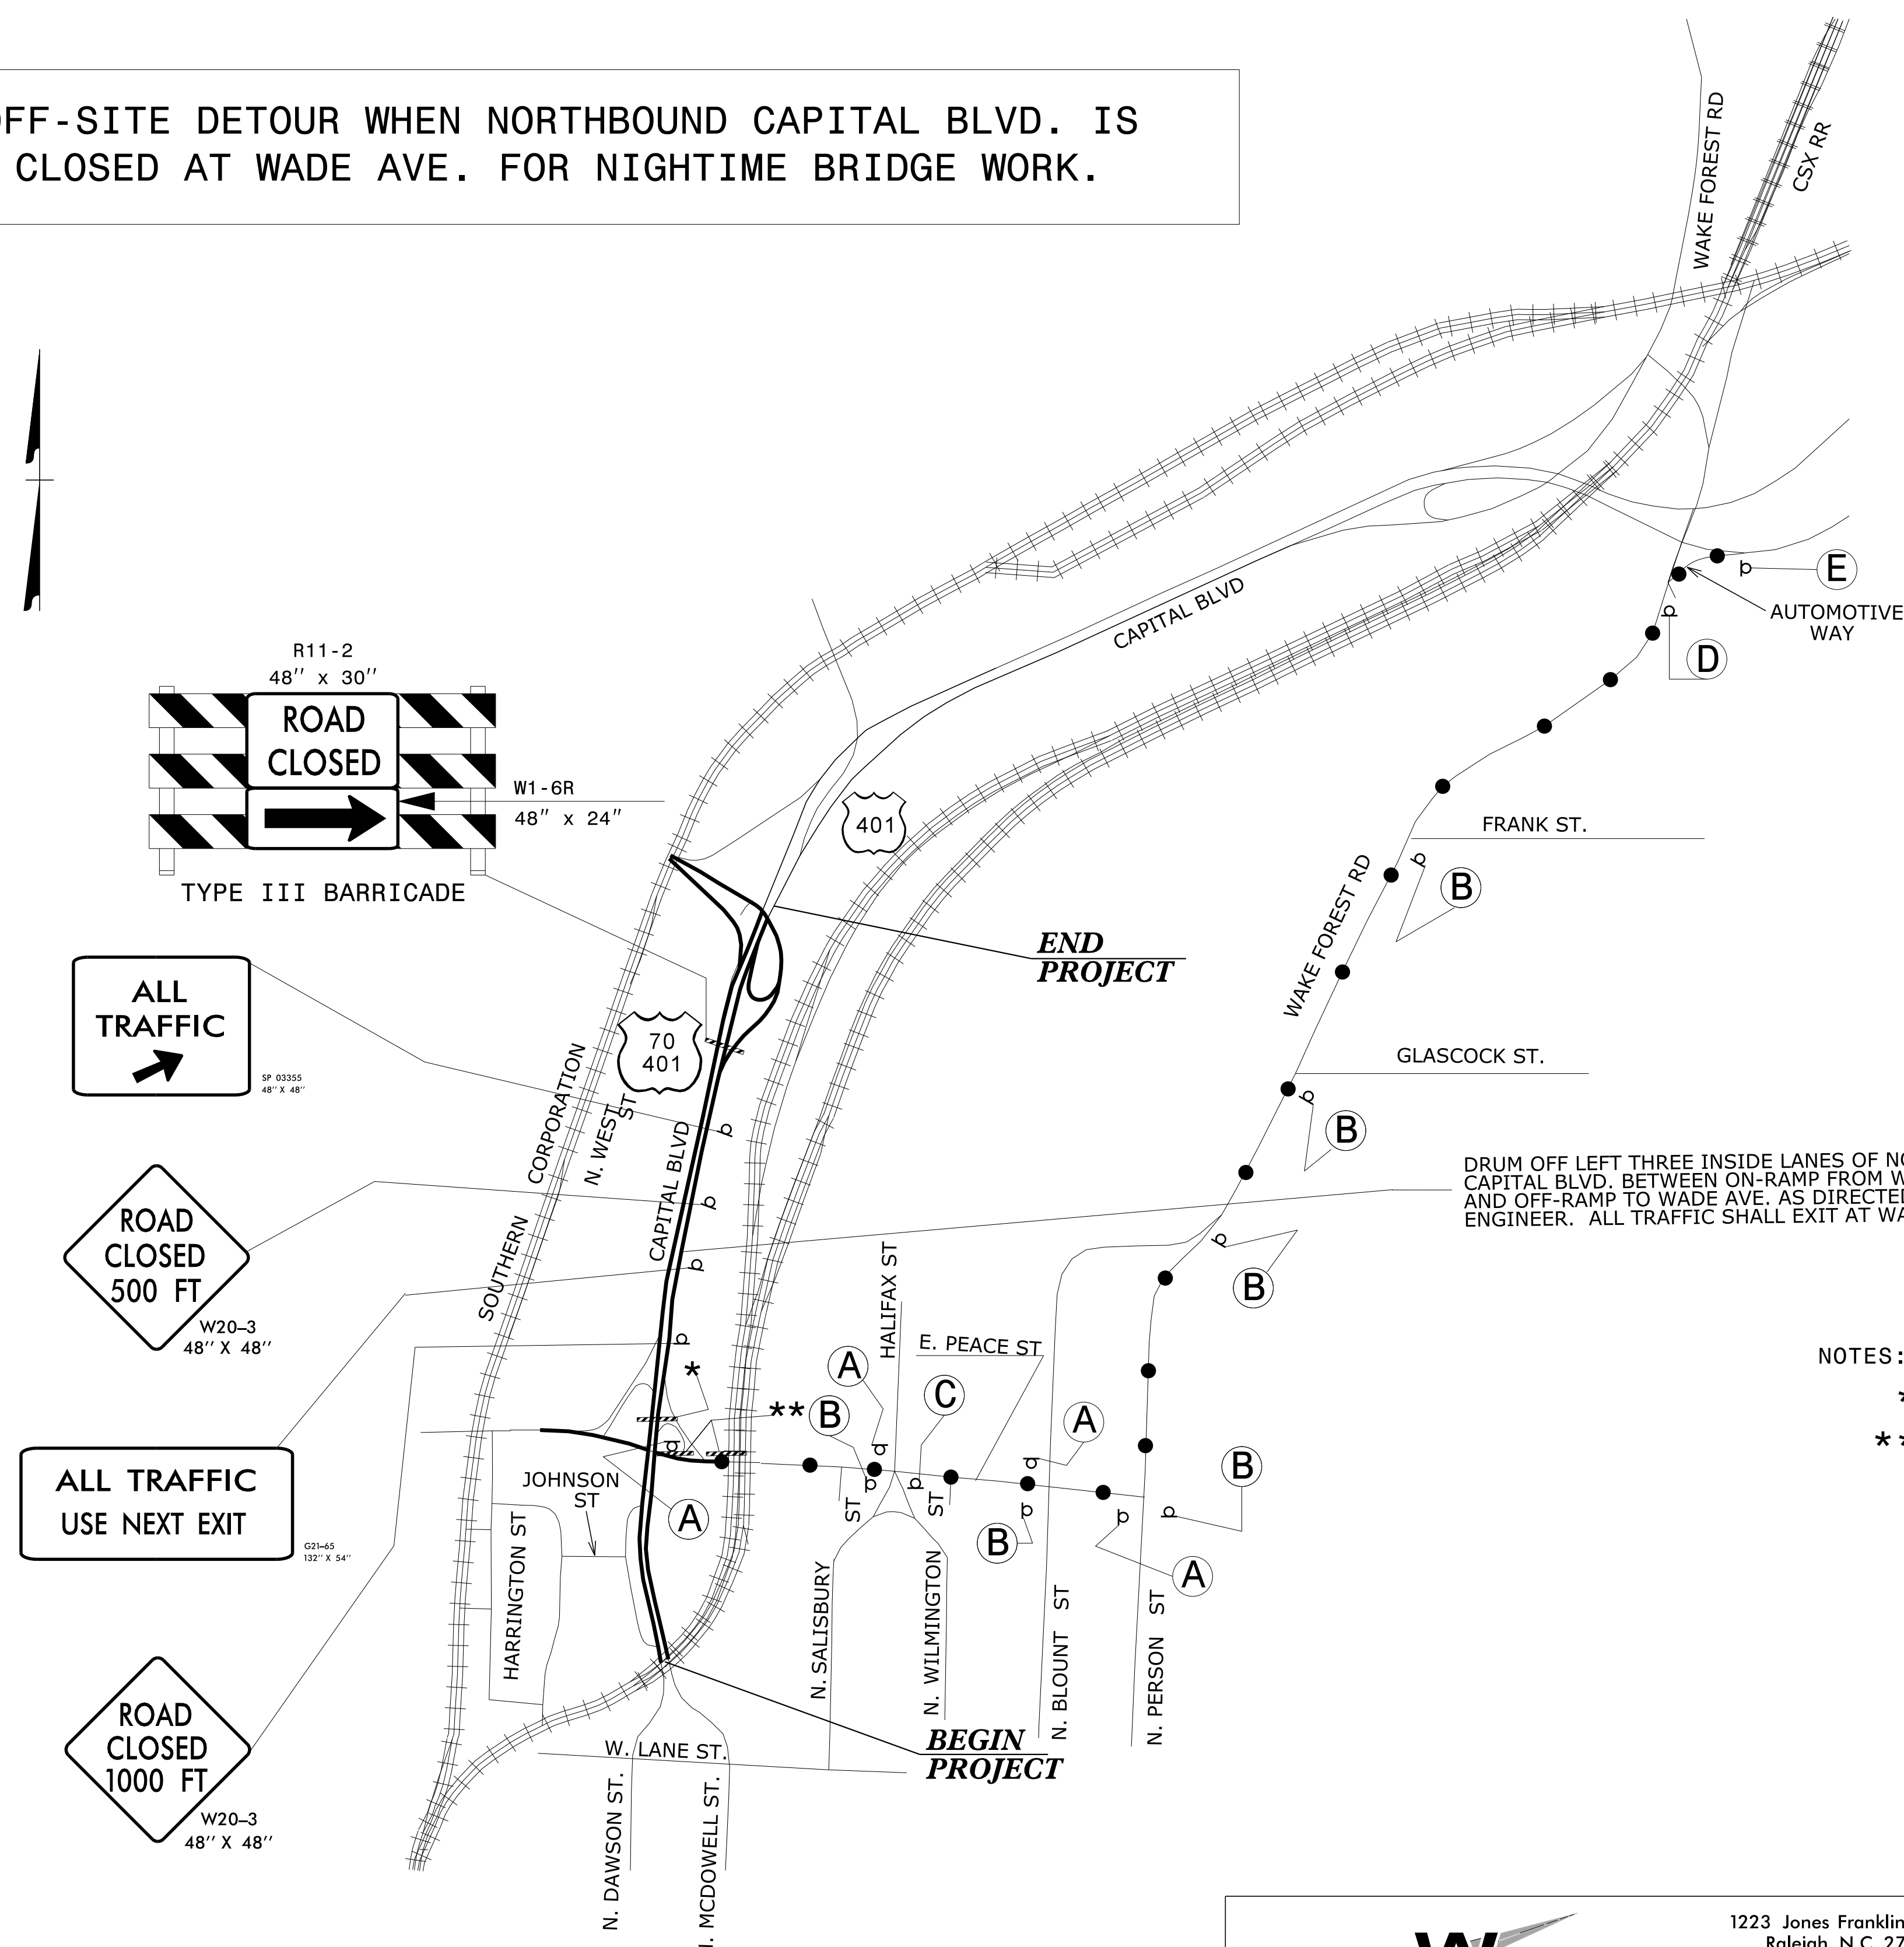 OFF-SITE DETOUR WHEN NORTHBOUND CAPITAL BLVD. IS
CLOSED AT WADE AVE. FOR NIGHTIME BRIDGE WORK.
WAKE FOREST RD
CSX RR
R11-2
48'' x 30''
ROAD
CLOSED
W1-6R
48'' x 24''
TYPE III BARRICADE
CAPITAL BLVD
E
AUTOMOTIVE
WAY
D
401
FRANK ST.
B
WAKE FOREST RD
END
PROJECT
ALL
TRAFFIC
SP 03355
48'' X 48''
70
401
CORPORATION
SOUTHERN
N. WEST
ST
CAPITAL BLVD
GLASCOCK ST.
B
DRUM OFF LEFT THREE INSIDE LANES OF
CAPITAL BLVD. BETWEEN ON-RAMP FROM
AND OFF-RAMP TO WADE AVE. AS DIRECTED
ENGINEER. ALL TRAFFIC SHALL EXIT AT
ROAD
CLOSED
500 FT
W20-3
48'' X 48''
B
HALIFAX ST
E. PEACE ST
A
C
*
** B
A
B
NOTES:
*
**
ALL TRAFFIC
USE NEXT EXIT
G21-65
132'' X 54''
JOHNSON
ST
A
ST
ST
B
A
HARRINGTON ST
N. SALISBURY
N. WILMINGTON
N. BLOUNT ST
N. PERSON ST
ROAD
CLOSED
1000 FT
W20-3
48'' X 48''
W. LANE ST.
BEGIN
PROJECT
N. DAWSON ST.
N. MCDOWELL ST.
1223 Jones Franklin
Raleigh, N.C. 27